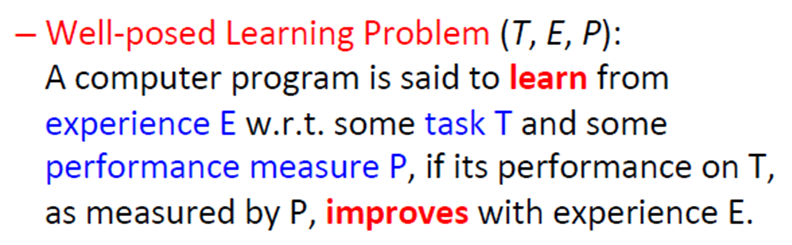 – Well-posed Learning Problem (T, E, P):
A computer program is said to learn from
experience E w.r.t. some task T and some
performance measure P, if its performance on T,
as measured by P, improves with experience E.